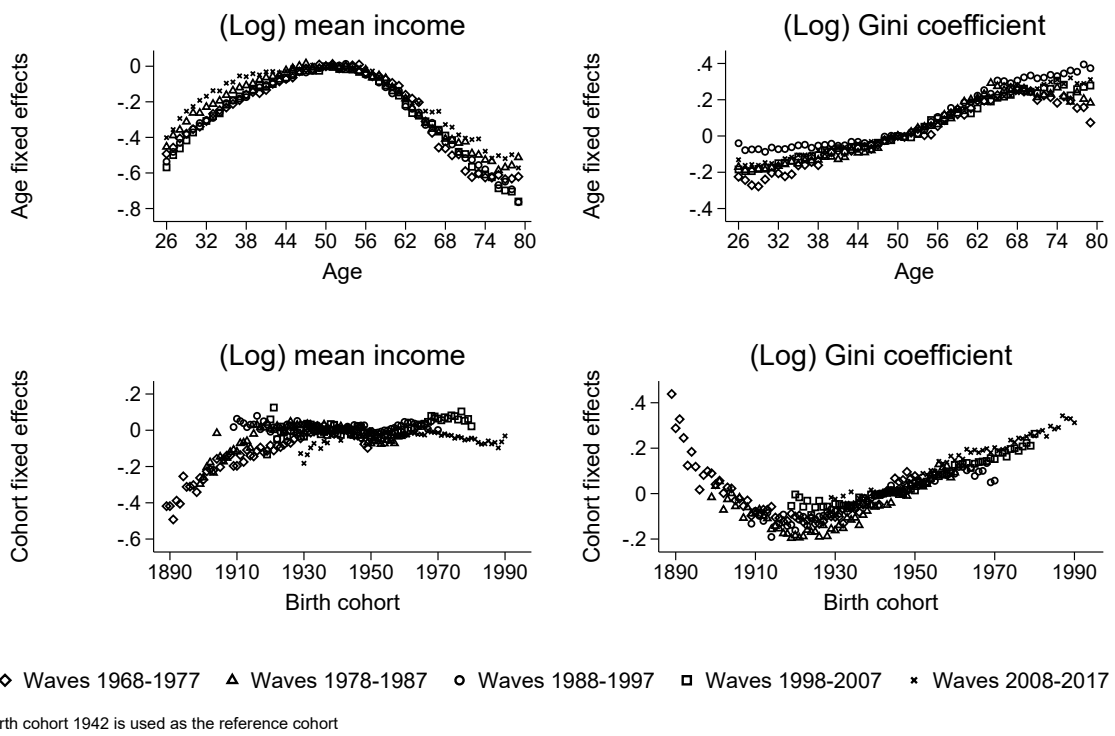 (Log) mean income
(Log) Gini coefficient
Age fixed effects
0
-.2
-.4
-.6
-.8
26 32 38 44 50 56 62 68 74 80
Age
Age fixed effects
.4
.2
0
-.2
-.4
26 32 38 44 50 56 62 68 74 80
Age
(Log) mean income
(Log) Gini coefficient
Cohort fixed effects
.2
0
-.2
-.4
-.6
1890 1910 1930 1950 1970 1990
Birth cohort
Cohort fixed effects
.4
.2
0
-.2
1890 1910 1930 1950 1970 1990
Birth cohort
Waves 1968-1977 Waves 1978-1987 Waves 1988-1997 Waves 1998-2007 Waves 2008-2017
rth cohort 1942 is used as the reference cohort